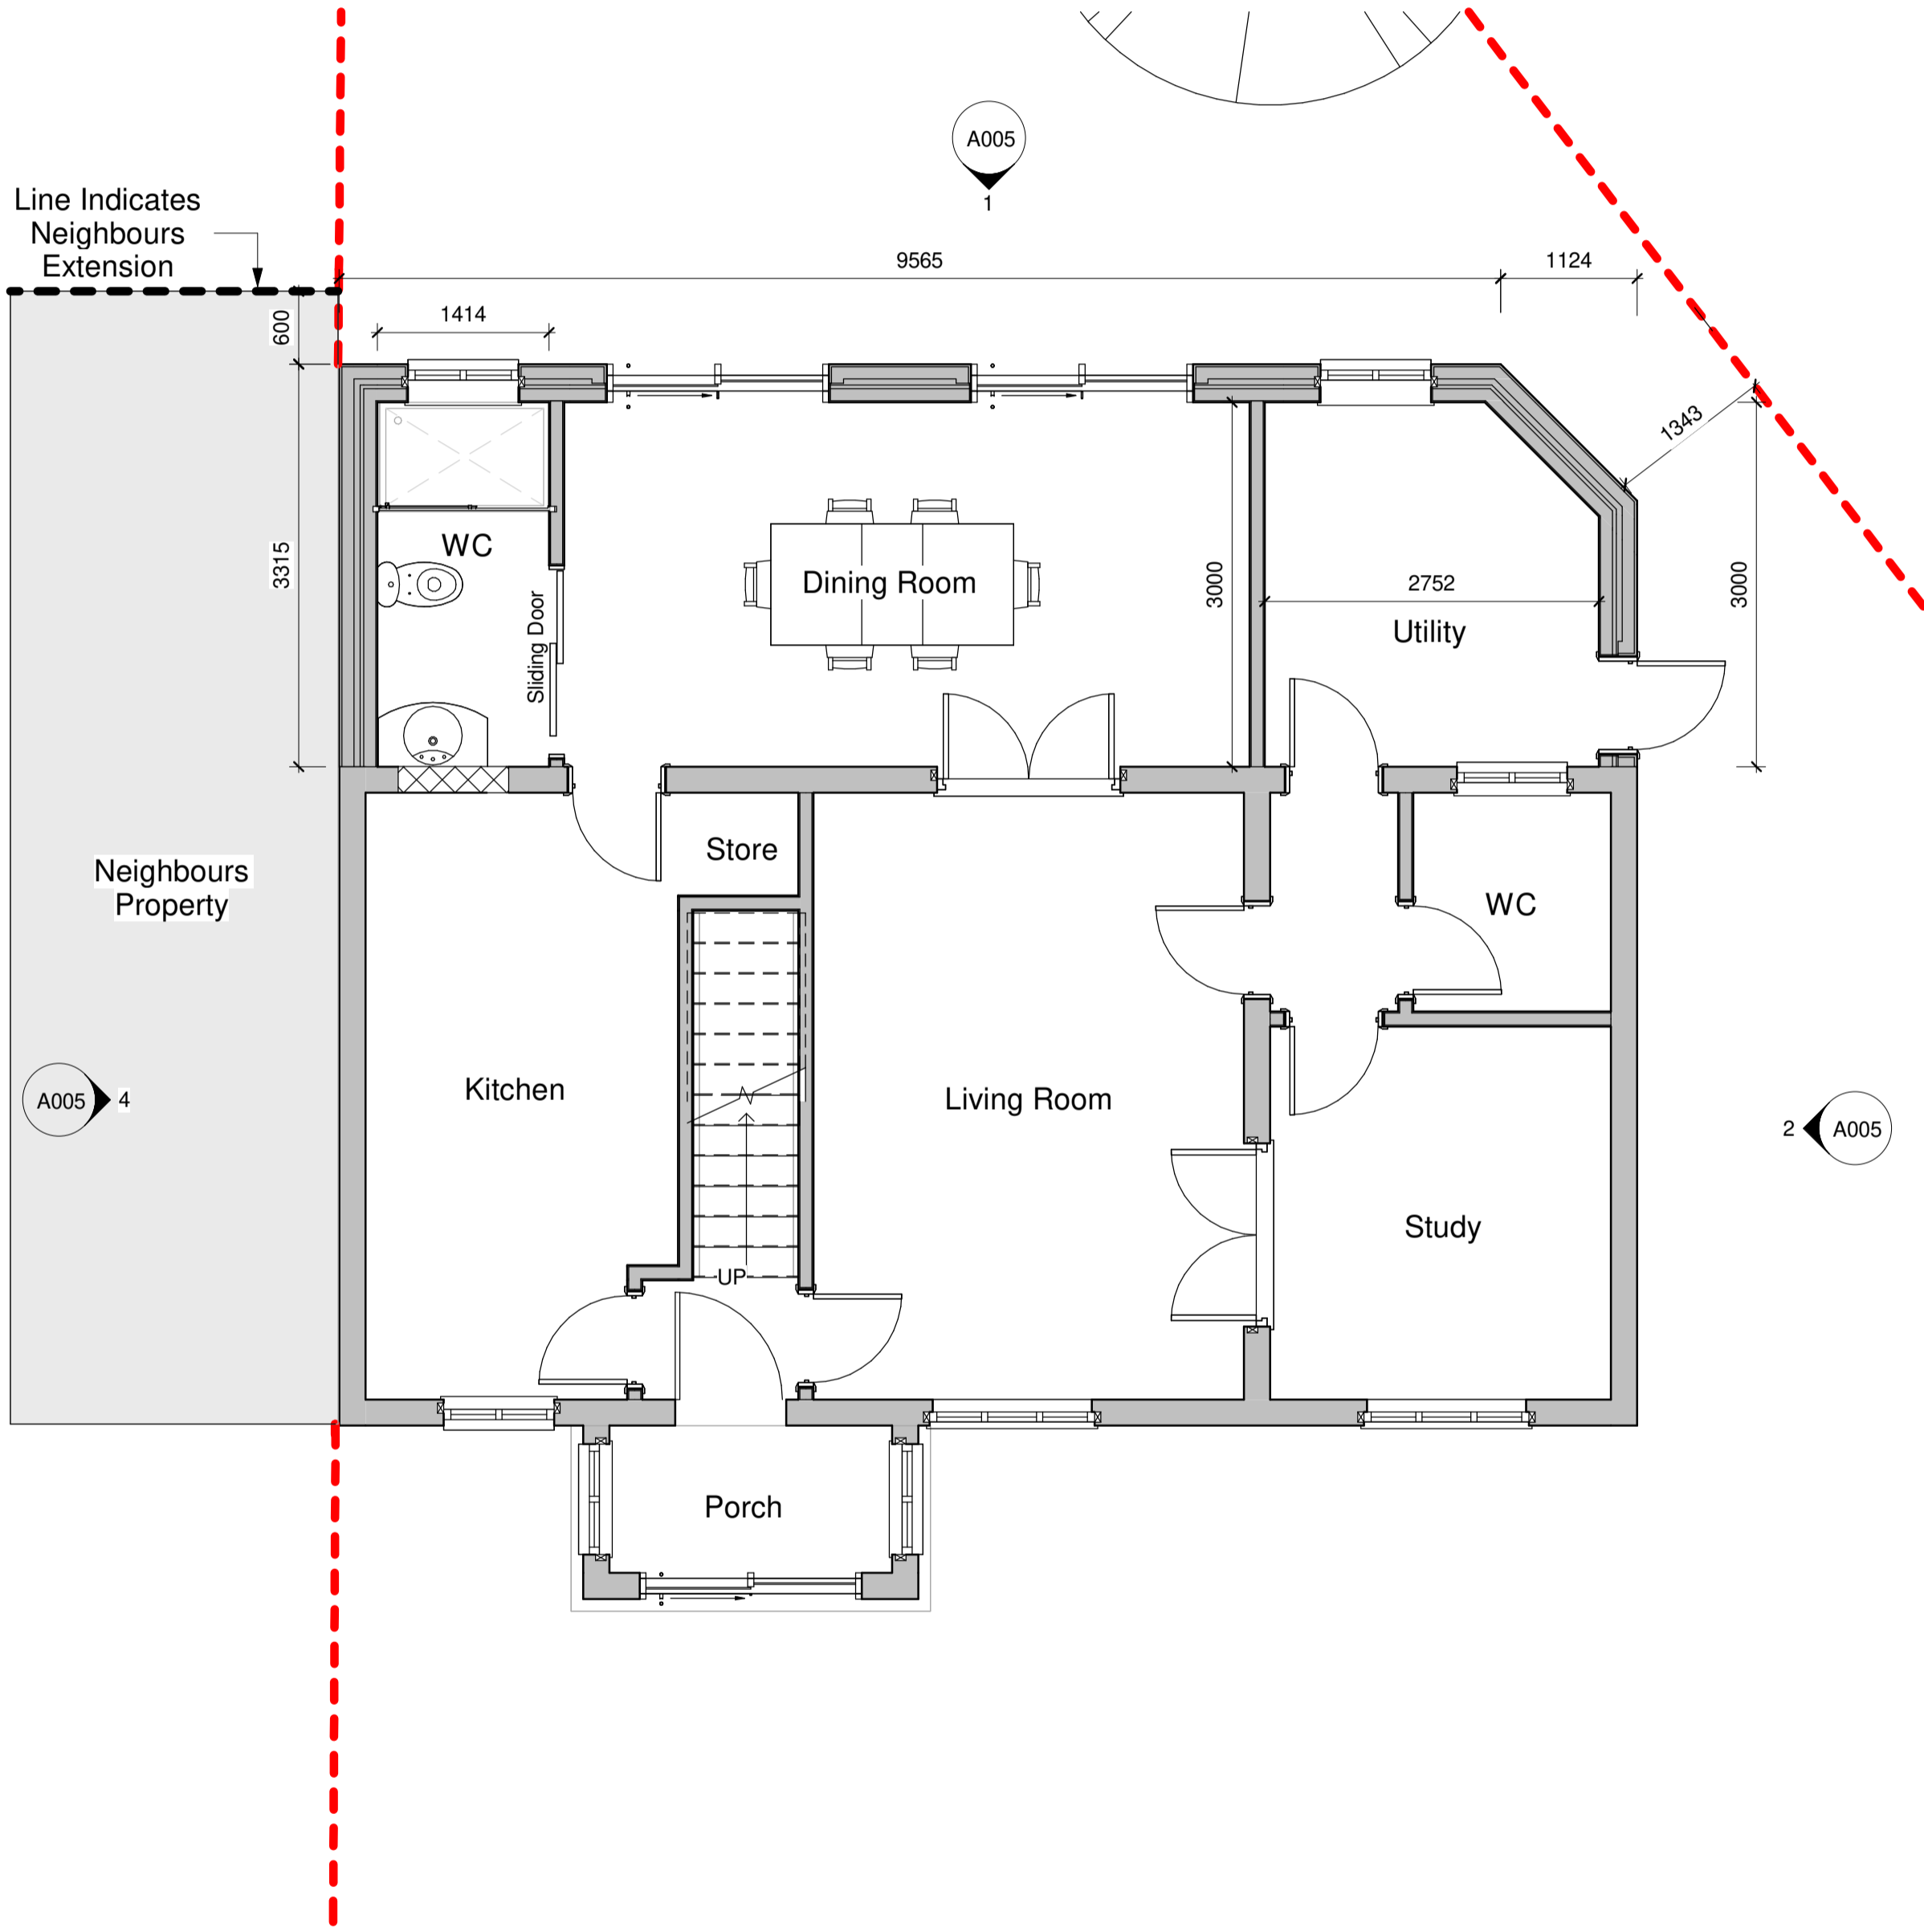 A005
1
Line Indicates
Neighbours
Extension
9565
1124
600
1414
1343
WC
3315
Dining Room
3000
2752
3000
Sliding Door
Utility
Store
Neighbours
Property
WC
Kitchen
Living Room
A005
4
2
A005
Study
UP
Porch